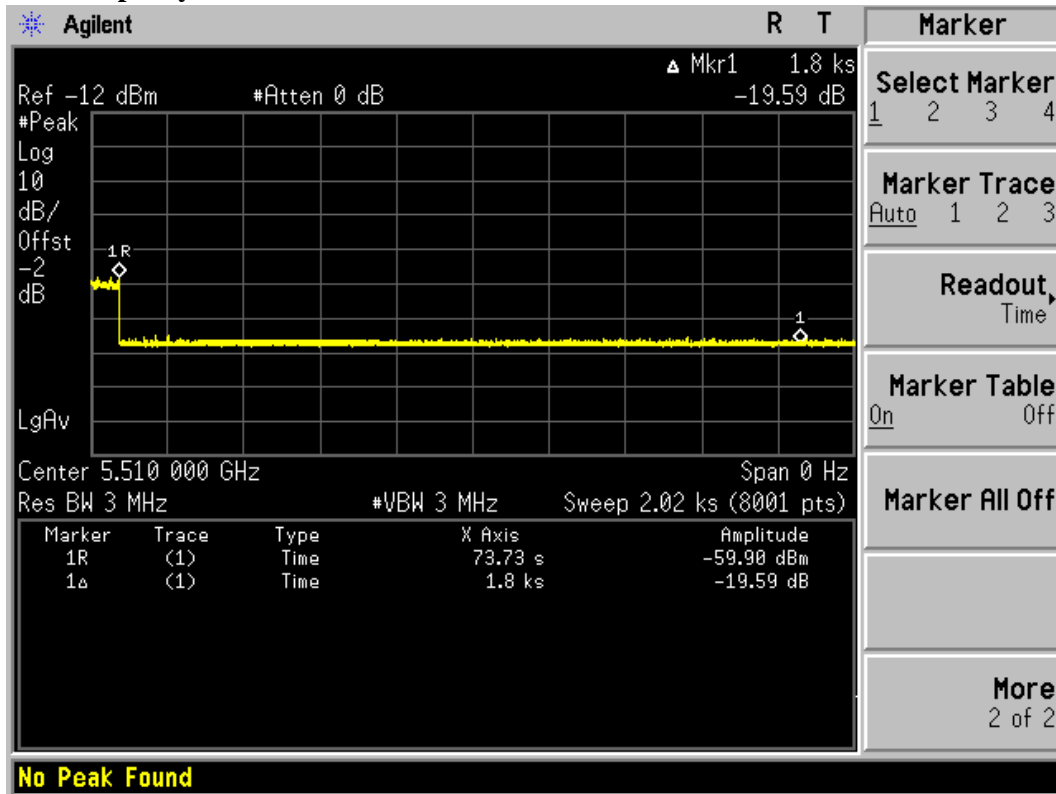 Agilent R T Marker
Δ Mkr1 1.8 ks
Ref -12 dBm #Atten 0 dB -19.59 dB
#Peak
Log
10
dB/
Offst
-2
dB
1R
1
LgAv
Center 5.510 000 GHz Span 0 Hz
Res BW 3 MHz #VBW 3 MHz Sweep 2.02 ks (8001 pts)
Marker Trace Type X Axis Amplitude
1R (1) Time 73.73 s -59.90 dBm
1Δ (1) Time 1.8 ks -19.59 dB
Select Marker
1 2 3 4
Marker Trace
Auto 1 2 3
Readout
Time
Marker Table
On Off
Marker All Off
More
2 of 2
No Peak Found